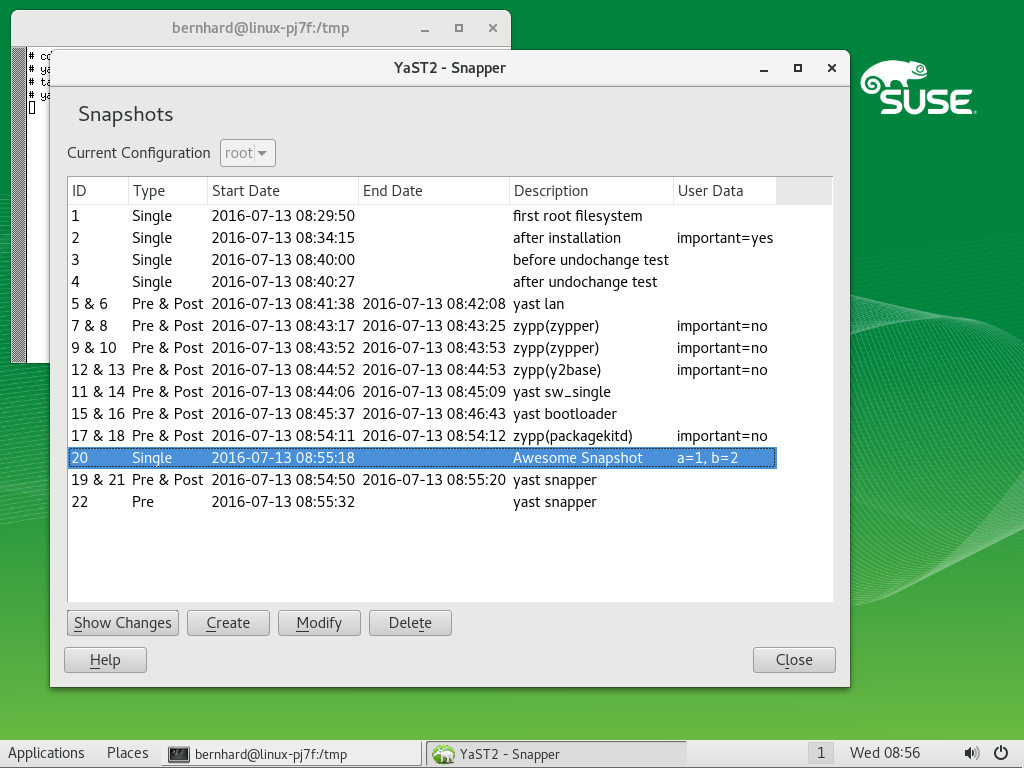 bernhard@linux-pj7f:/tmp
# 
# 
# 
# 
YaST2 - Snapper
SUSE
Snapshots
Current Configuration root
ID Type Start Date End Date Description User Data
1 Single 2016-07-13 08:29:50 first root filesystem
2 Single 2016-07-13 08:34:15 after installation important=yes
3 Single 2016-07-13 08:40:00 before undochange test
4 Single 2016-07-13 08:40:27 after undochange test
5 & 6 Pre & Post 2016-07-13 08:41:38 2016-07-13 08:42:08 yast lan
7 & 8 Pre & Post 2016-07-13 08:43:17 2016-07-13 08:43:25 zypp(zypper) important=no
9 & 10 Pre & Post 2016-07-13 08:43:52 2016-07-13 08:43:53 zypp(zypper) important=no
12 & 13 Pre & Post 2016-07-13 08:44:52 2016-07-13 08:44:53 zypp(y2base) important=no
11 & 14 Pre & Post 2016-07-13 08:44:06 2016-07-13 08:45:09 yast sw_single
15 & 16 Pre & Post 2016-07-13 08:45:37 2016-07-13 08:46:43 yast bootloader
17 & 18 Pre & Post 2016-07-13 08:54:11 2016-07-13 08:54:12 zypp(packagekitd) important=no
20 Single 2016-07-13 08:55:18 Awesome Snapshot a=1, b=2
19 & 21 Pre & Post 2016-07-13 08:54:50 2016-07-13 08:55:20 yast snapper
22 Pre 2016-07-13 08:55:32 yast snapper
Show Changes Create Modify Delete
Help Close
Applications Places bernhard@linux-pj7f:/tmp YaST2 - Snapper 1 Wed 08:56